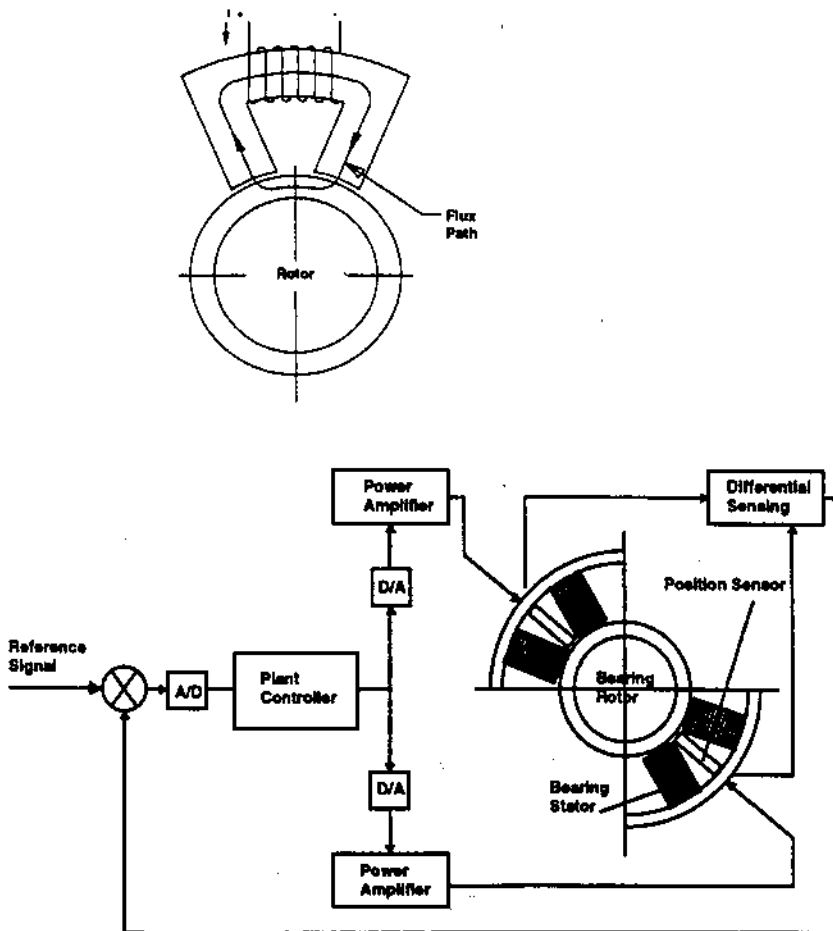 Flux
Path
Rotor
Power
Amplifier
Differential
Sensing
D/A
Position Sensor
Reference
Signal
A/D
Plant
Controller
Bearing
Rotor
D/A
Bearing
Stator
Power
Amplifier